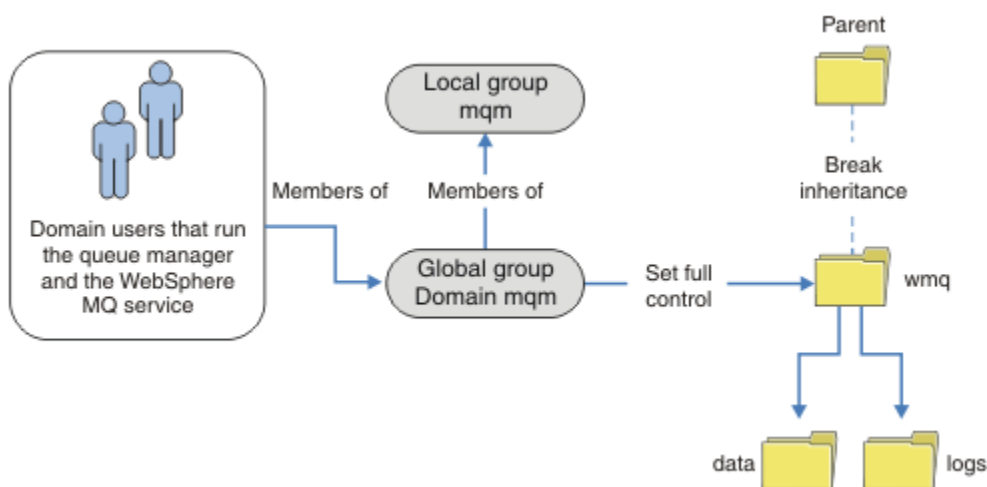 Parent
Local group
mqm
Members of
Members of
Break
inheritance
Domain users that run
the queue manager
and the WebSphere
MQ service
Global group
Domain mqm
Set full
control
wmq
data
logs